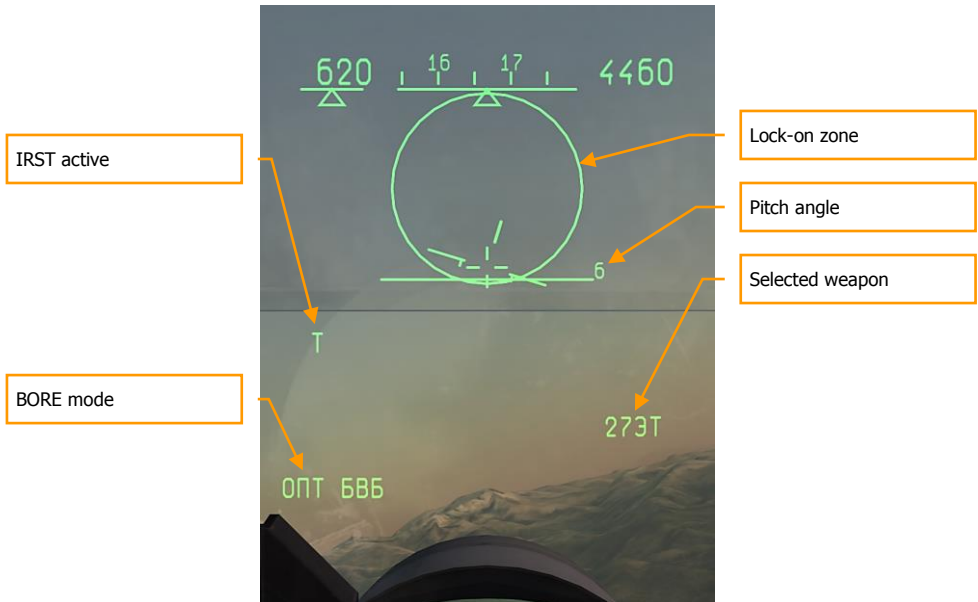 620 16 17 4460
IRST active
Lock-on zone
Pitch angle
6
Selected weapon
T
BORE mode
27ЭТ
ОПТ БВБ